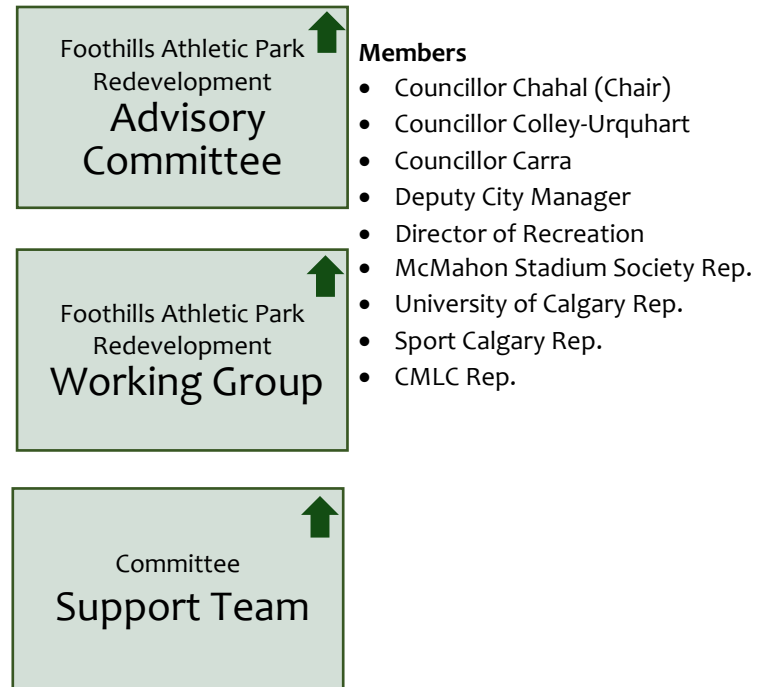 Foothills Athletic Park
Redevelopment
Advisory
Committee
Members
• Councillor Chahal (Chair)
• Councillor Colley-Urquhart
• Councillor Carra
• Deputy City Manager
• Director of Recreation
• McMahon Stadium Society Rep.
• University of Calgary Rep.
• Sport Calgary Rep.
• CMLC Rep.
Foothills Athletic Park
Redevelopment
Working Group
Committee
Support Team